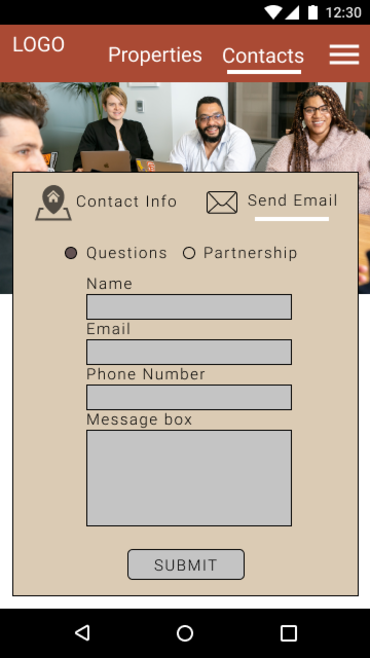 12:30
LOGO
Properties Contacts
Contact Info Send Email
Questions Partnership
Name
Email
Phone Number
Message box
SUBMIT